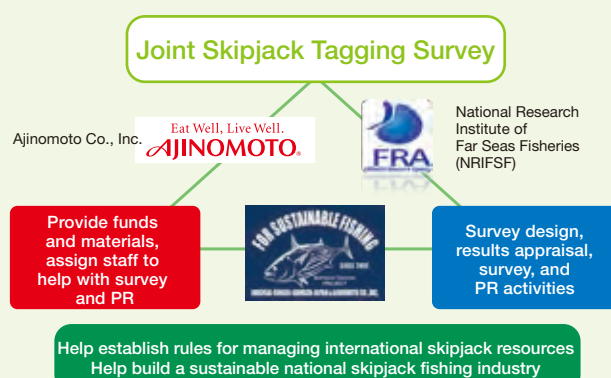 Joint Skipjack Tagging Survey
Ajinomoto Co., Inc.
Eat Well, Live Well.
AJINOMOTO®
FRA
National Research
Institute of
Far Seas Fisheries
(NRIFSF)
Provide funds
and materials,
assign staff to
help with survey
and PR
FOR SUSTAINABLE FISHING
Survey design,
results appraisal,
survey, and
PR activities
Help establish rules for managing international skipjack resources
Help build a sustainable national skipjack fishing industry